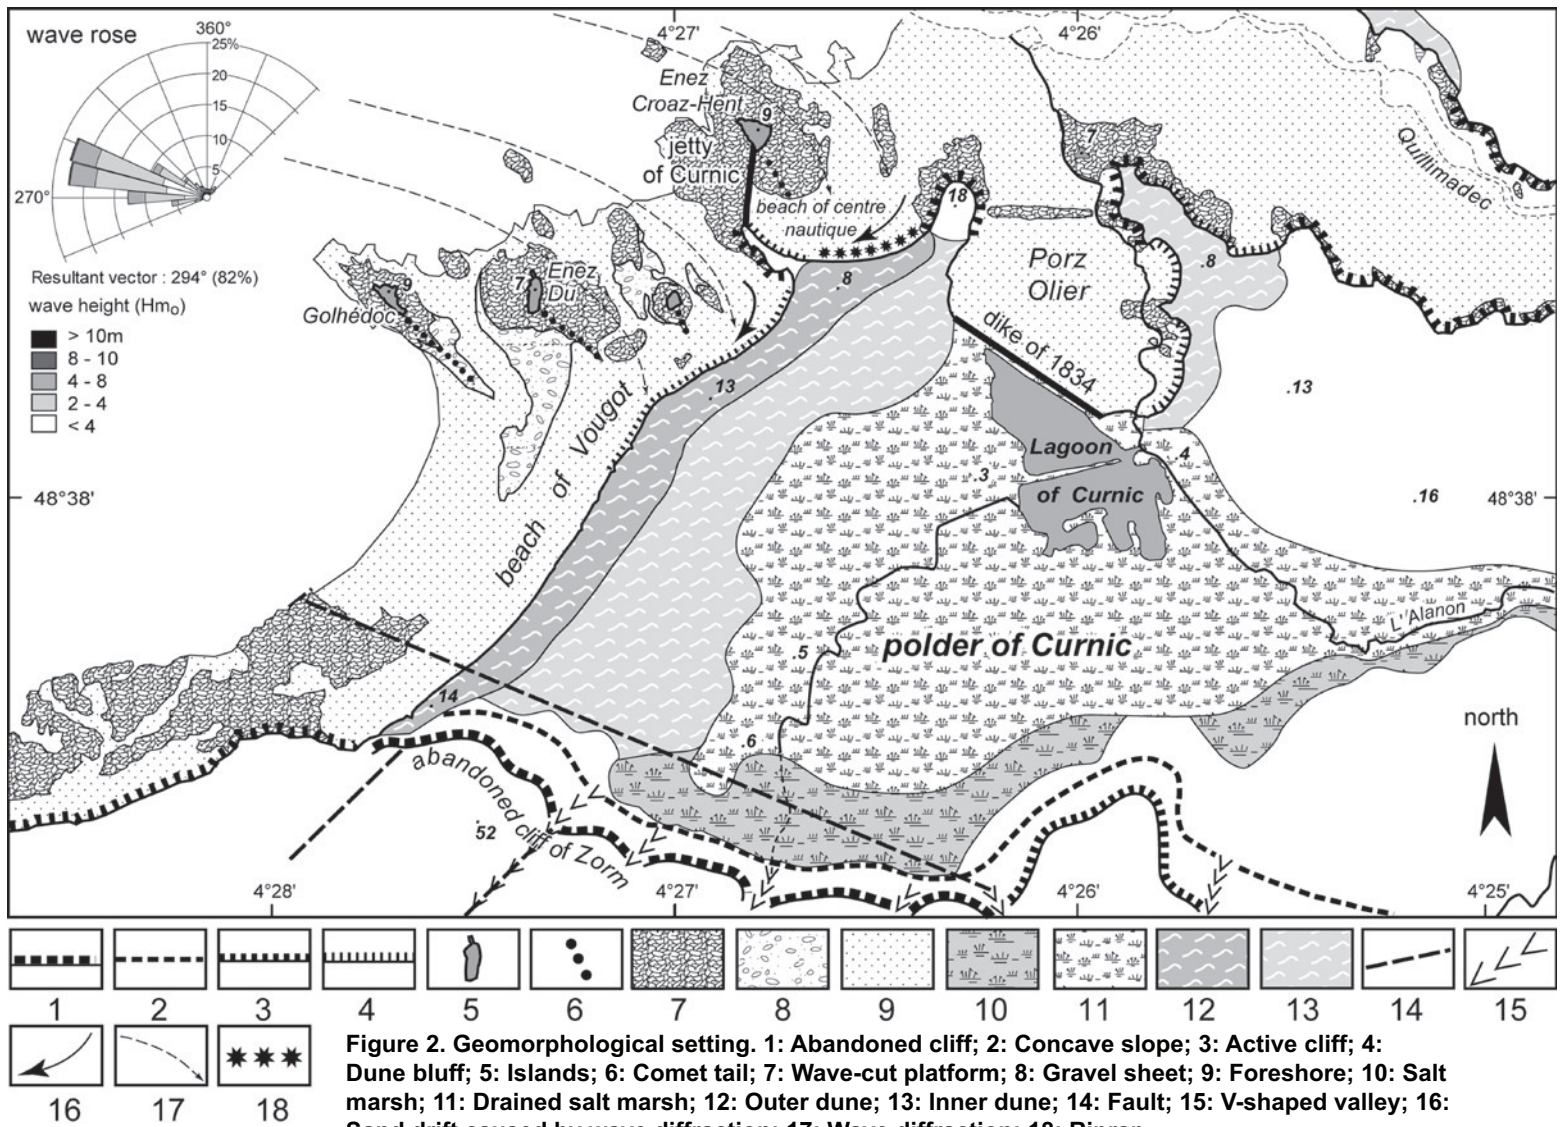 wave rose
360°
25%
20
15
10
5
270°
Resultant vector : 294° (82%)
wave height (Hmo)
> 10m
8 - 10
4 - 8
2 - 4
< 4
4°27'
4°26'
Enez
Croaz-Hent
9
jetty
of Curnic
7
Quillimadec
18
beach of centre
nautique
Porz
Olier
.8
.8
9
7
Enez
Du
Golhédoc
dike of 1834
.13
.13
beach of Vougot
Lagoon
.4
.3
of Curnic
.16
48°38'
48°38'
L'Alanon
polder of Curnic
5
.14
.6
north
abandoned cliff of Zorm
.52
4°28'
4°27'
4°26'
4°25'
1 2 3 4 5 6 7 8 9 10 11 12 13 14 15
16 17 18
Figure 2. Geomorphological setting. 1: Abandoned cliff; 2: Concave slope; 3: Active cliff; 4:
Dune bluff; 5: Islands; 6: Comet tail; 7: Wave-cut platform; 8: Gravel sheet; 9: Foreshore; 10: Salt
marsh; 11: Drained salt marsh; 12: Outer dune; 13: Inner dune; 14: Fault; 15: V-shaped valley; 16:
Sand drift caused by wave diffraction; 17: Wave diffraction; 18: Riprap